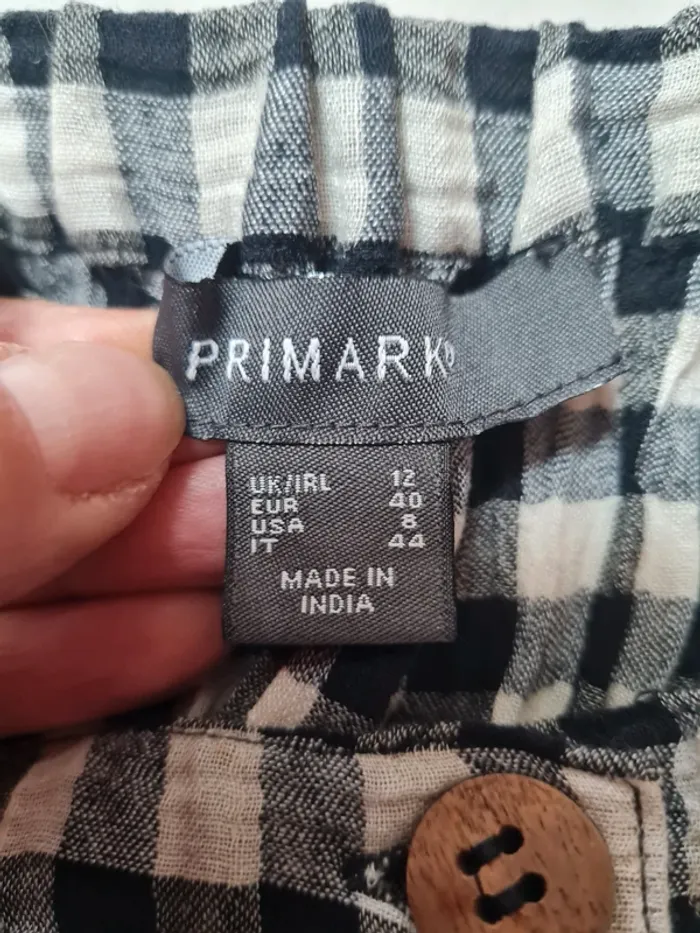 PRIMARK®
UK/IRL 12
EUR 40
USA 8
IT 44
MADE IN
INDIA